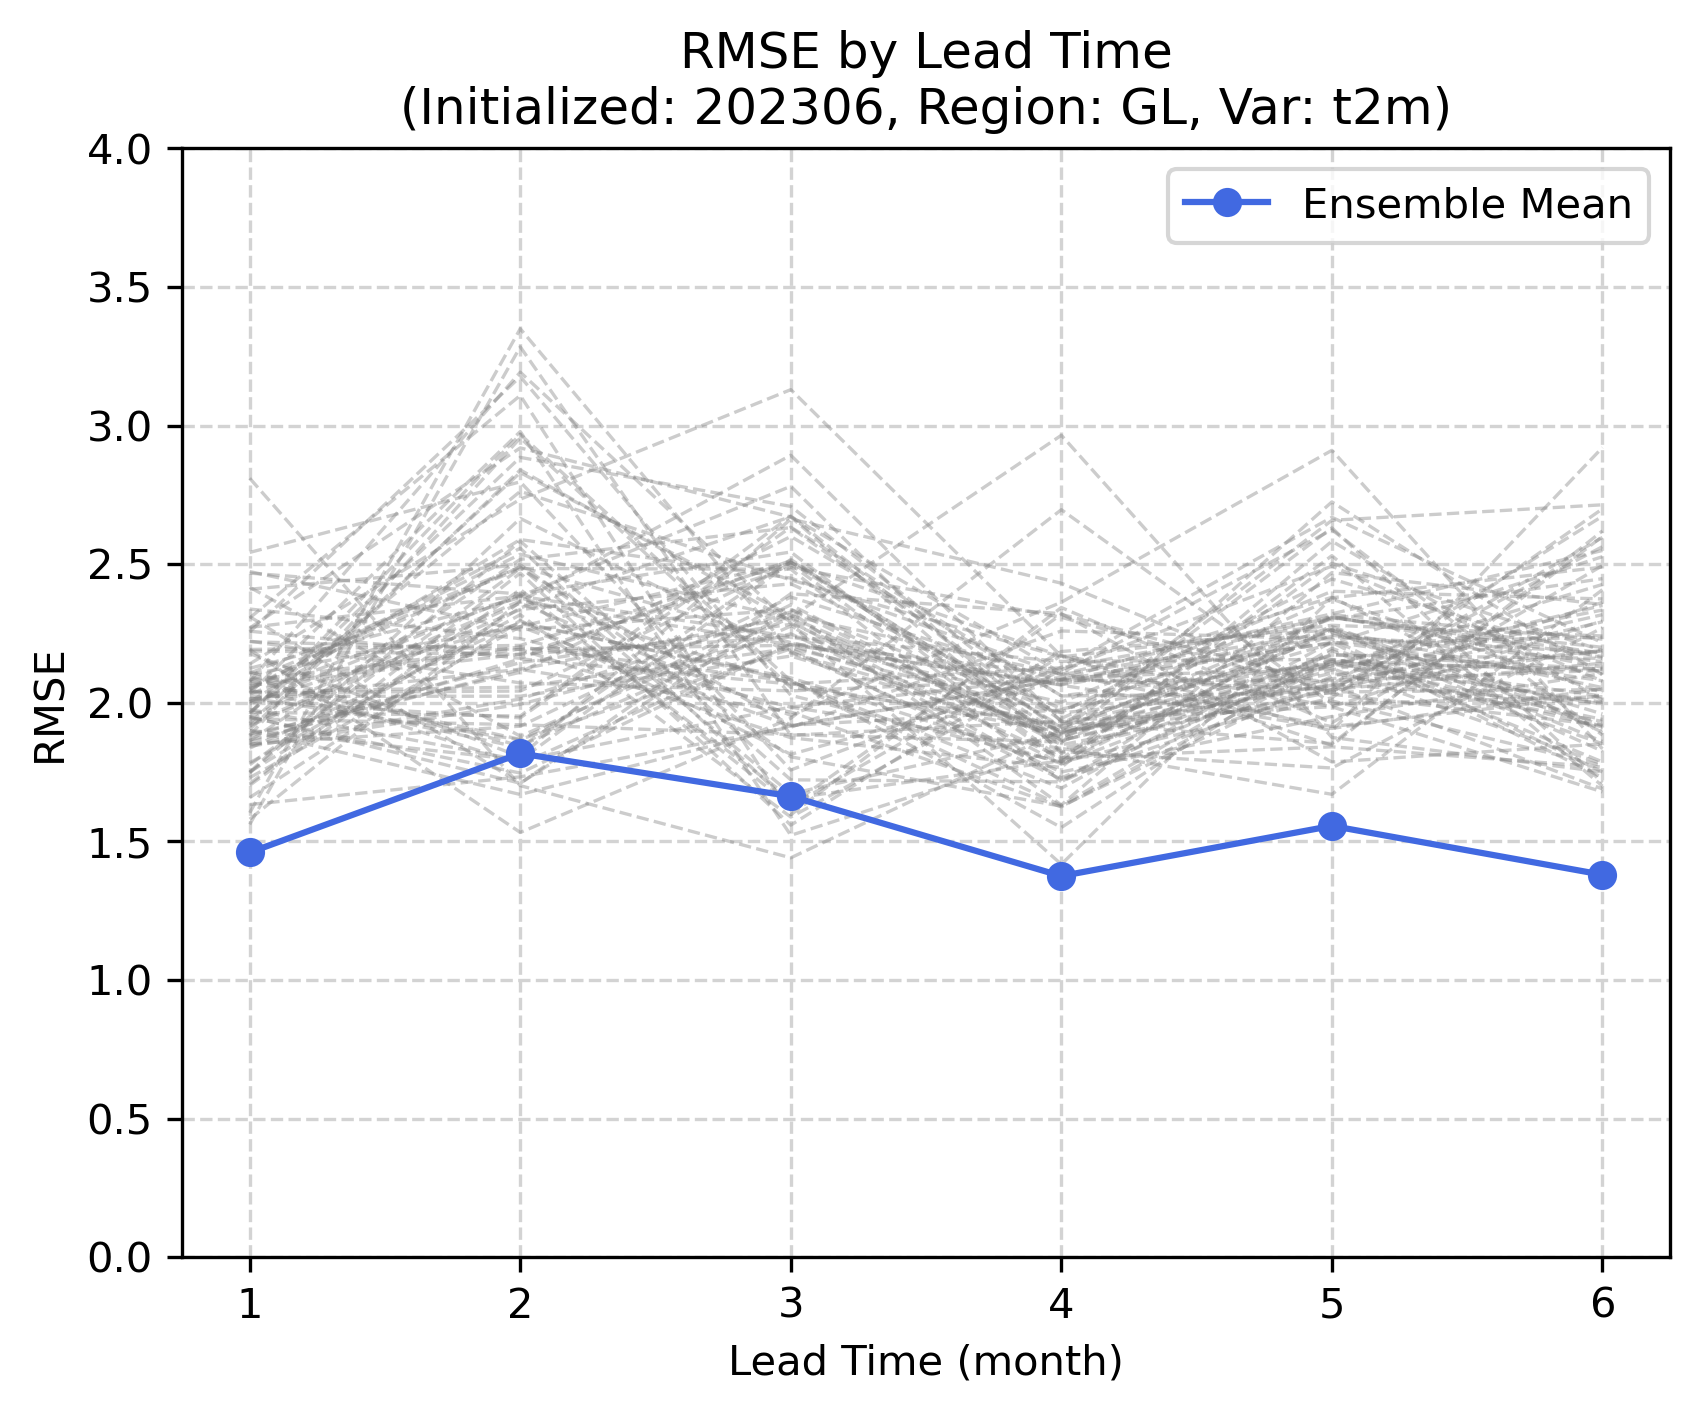 RMSE by Lead Time
(Initialized: 202306, Region: GL, Var: t2m)
Ensemble Mean
4.0
3.5
3.0
2.5
2.0
1.5
1.0
0.5
0.0
RMSE
1 2 3 4 5 6
Lead Time (month)